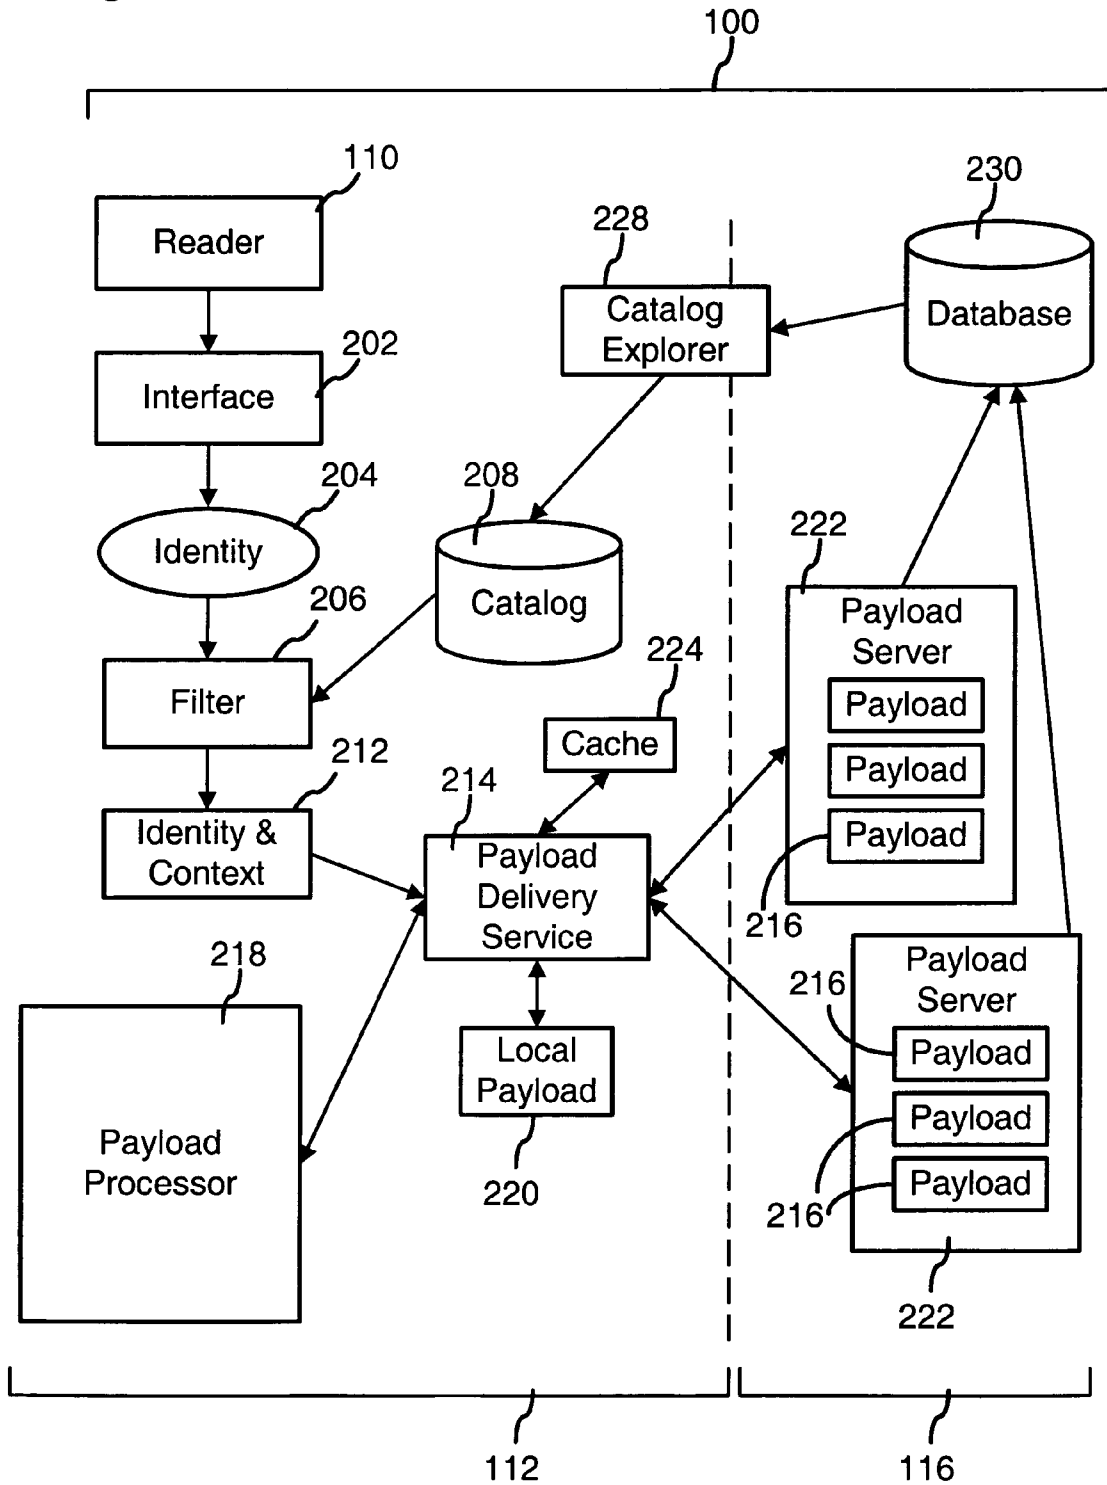 100
110
Reader
230
228
Database
Catalog
Explorer
202
Interface
204
208
Identity
222
Catalog
206
Payload
Server
224
Filter
Payload
Cache
212
214
Payload
Identity &
Context
Payload
Delivery
Service
Payload
216
218
Payload
Server
216
Payload
Local
Payload
Payload
Payload
Processor
Payload
220
216
222
112
116